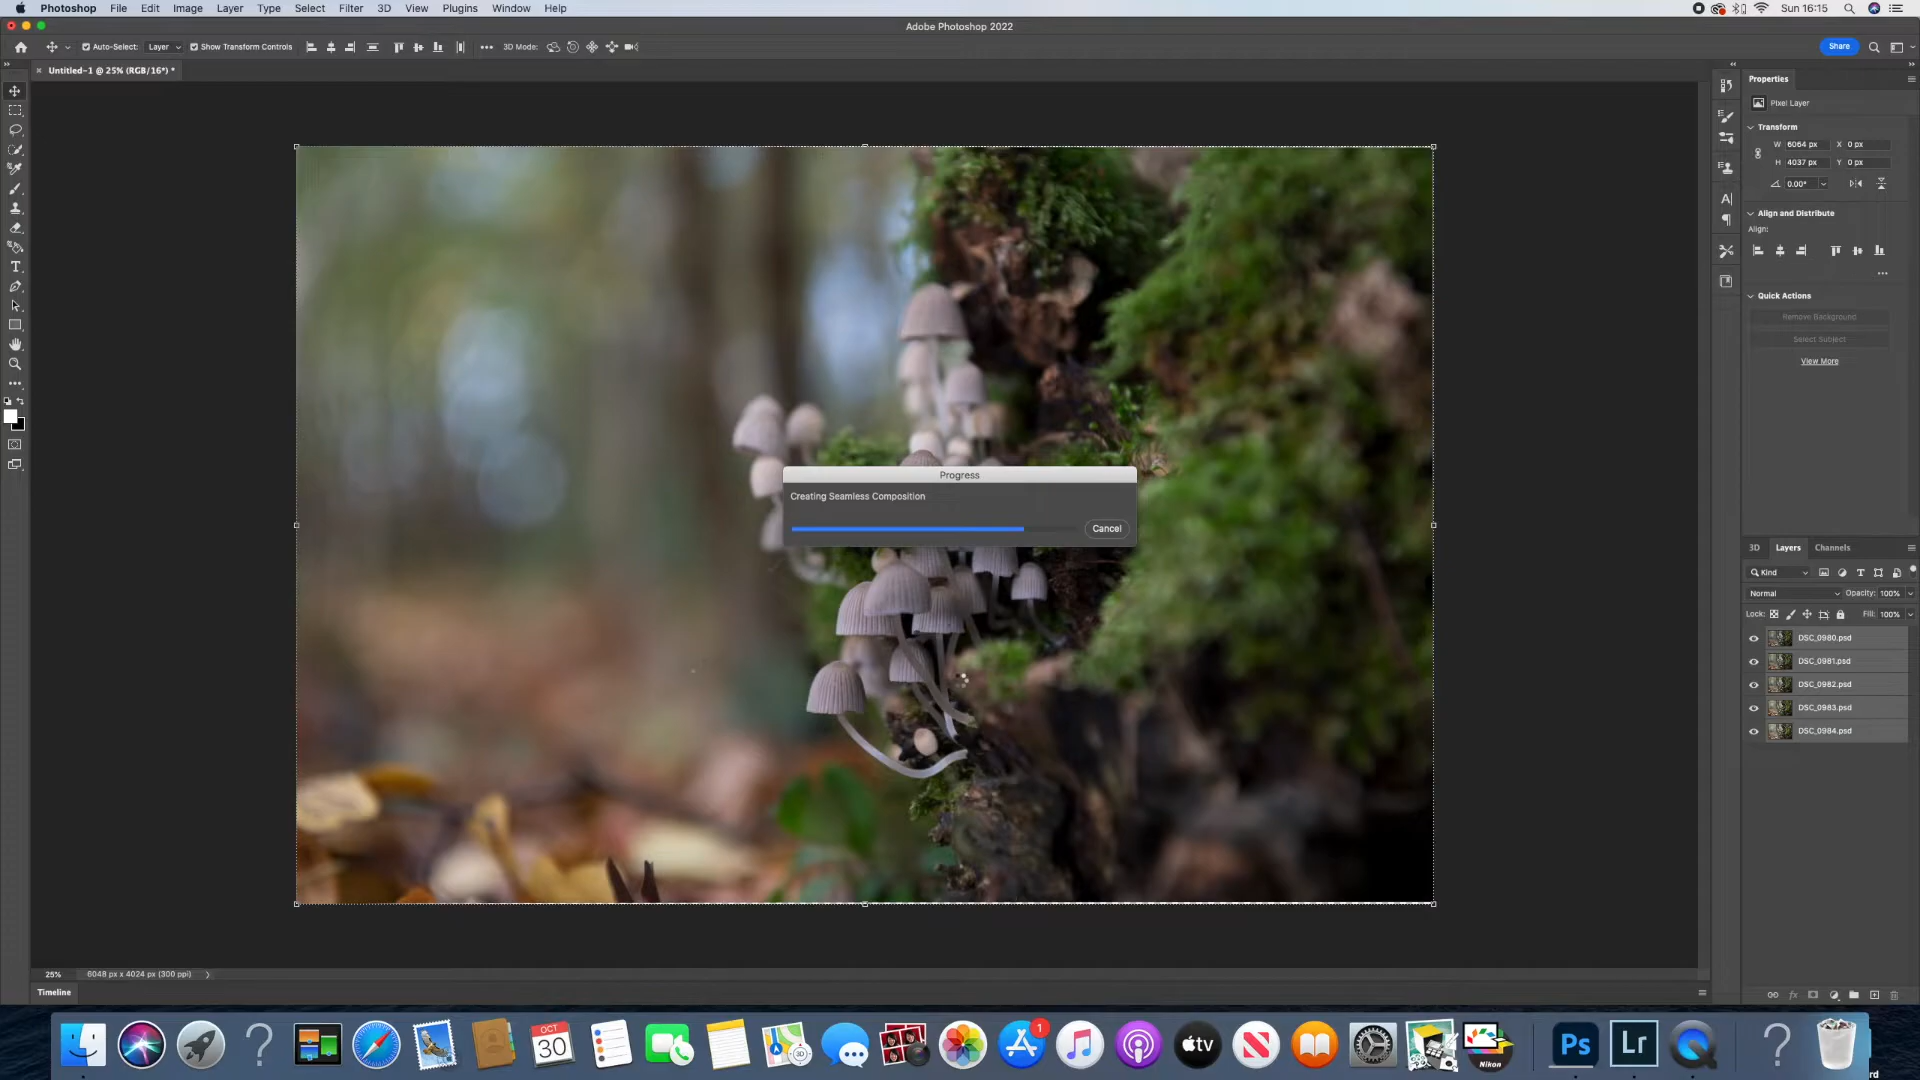 Photoshop File Edit Image Layer Type Select Filter 3D View Plugins Window Help Sun 16:15
Adobe Photoshop 2022
Auto-Select: Layer Show Transform Controls 3D Mode: Share
Untitled-1 @ 25% (RGB/16*) *
Properties
Pixel Layer
Transform
W 6064 px X 0 px
H 4037 px Y 0 px
0.00°
Align and Distribute
Align:
Quick Actions
Remove Background
Select Subject
View More
Progress
Creating Seamless Composition
Cancel
3D Layers Channels
Kind
Normal Opacity: 100%
Lock: Fill: 100%
DSC_0980.psd
DSC_0981.psd
DSC_0982.psd
DSC_0983.psd
DSC_0984.psd
25% 6048 px x 4024 px (300 ppi)
Timeline
OCT
30
3D
1
tv
Nikon
Ps
Lr
rd